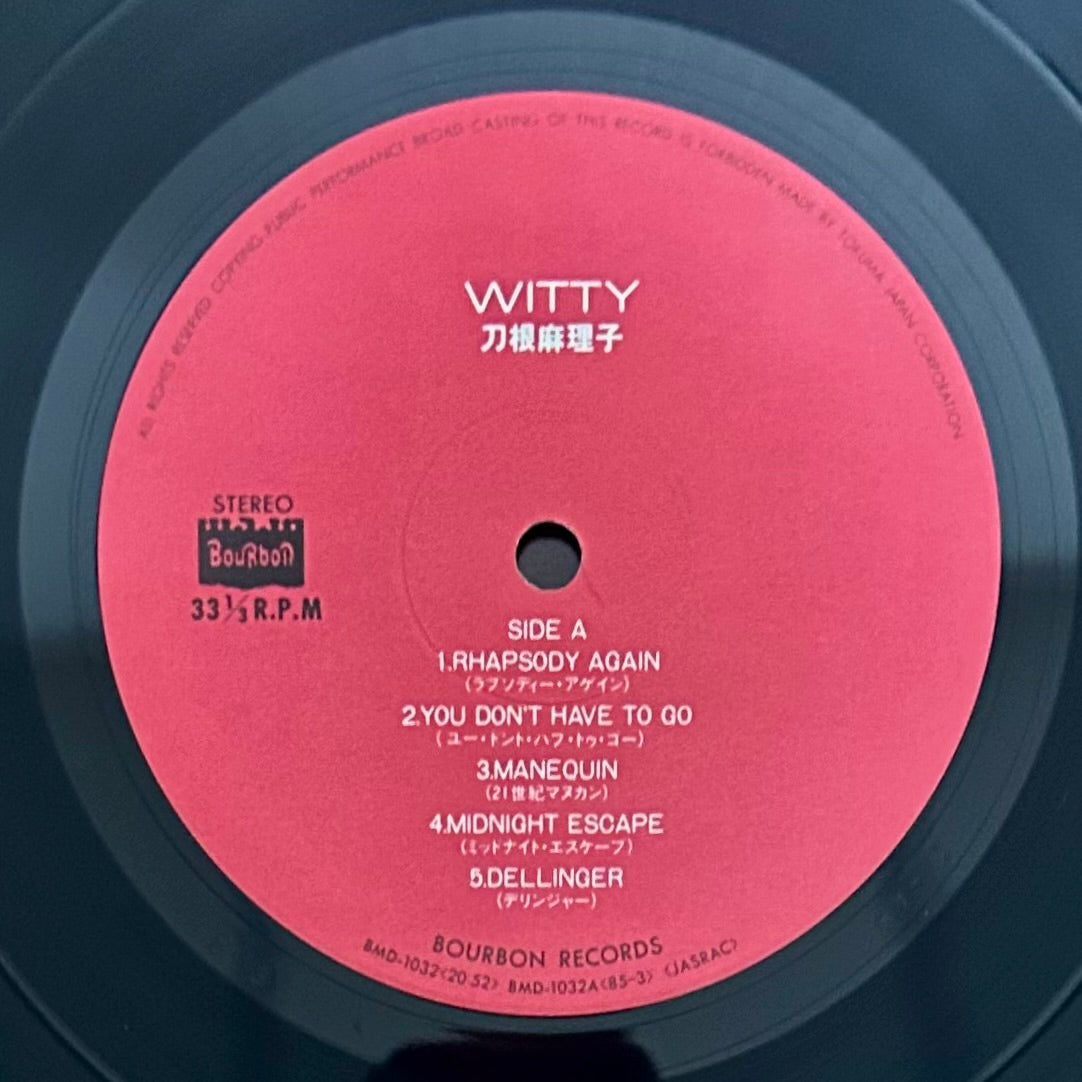 ALL RIGHTS RESERVED COPYING PUBLIC PERFORMANCE BROAD CASTING OF THIS RECORD IS FORBIDDEN MADE BY TOKUMA JAPAN CORPORATION
WITTY
刀根麻理子
STEREO
BouRboN
33 1/3 R.P.M
SIDE A
1.RHAPSODY AGAIN
(ラプソディー・アゲイン)
2.YOU DON'T HAVE TO GO
(ユー・ドント・ハフ・トゥ・ゴー)
3.MANEQUIN
(21世紀マヌカン)
4.MIDNIGHT ESCAPE
(ミッドナイト・エスケープ)
5.DELLINGER
(デリンジャー)
BOURBON RECORDS
BMD-1032<20.52> BMD-1032A<85-3> <JASRAC>